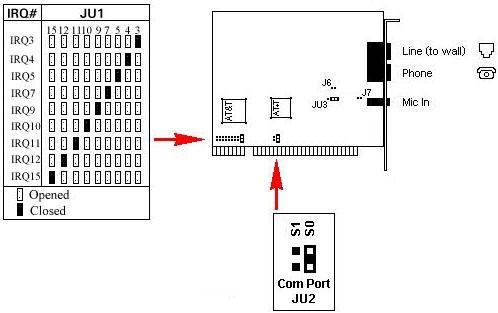 IRQ# JU1
15 12 11 10 9 7 5 4 3
IRQ3
IRQ4
IRQ5
IRQ7
IRQ9
IRQ10
IRQ11
IRQ12
IRQ15
Opened
Closed
AT&T
AT&T
J6
JU3
J7
Line (to wall)
Phone
Mic In
S1 S0
Com Port
JU2